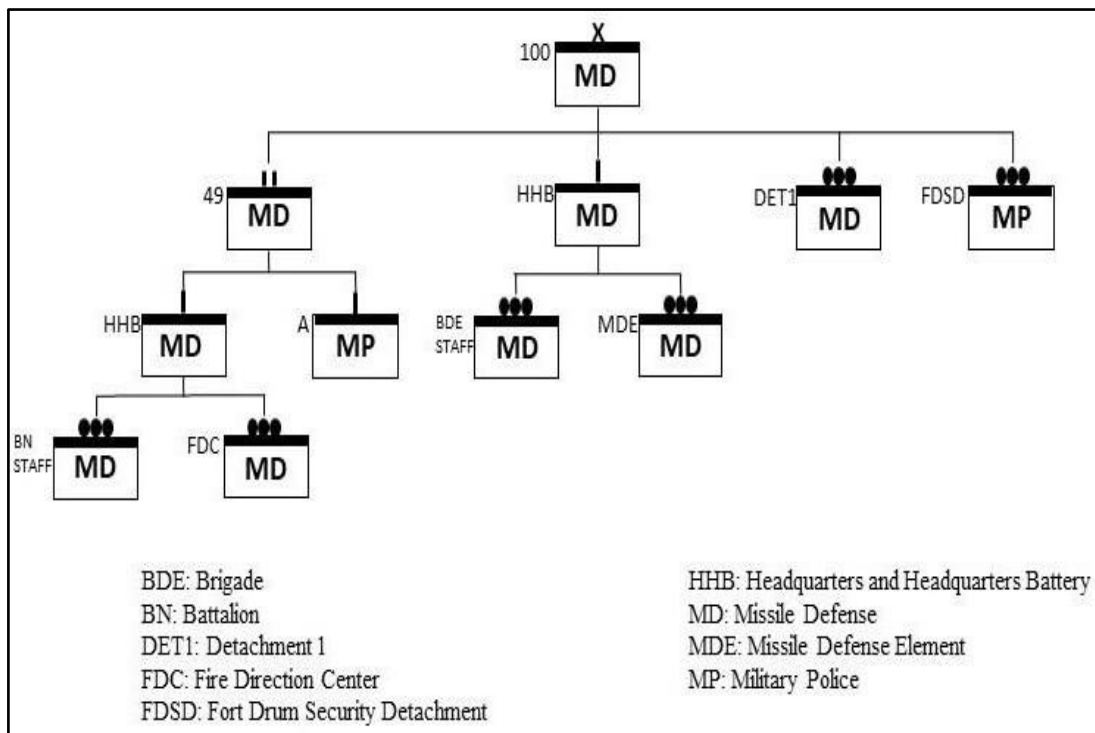 X
100
MD
49
MD
HHB
MD
DET1
MD
FDSD
MP
HHB
MD
A
MP
BDE
STAFF
MD
MDE
MD
BN
STAFF
MD
FDC
MD
BDE: Brigade
BN: Battalion
DET1: Detachment 1
FDC: Fire Direction Center
FDSD: Fort Drum Security Detachment
HHB: Headquarters and Headquarters Battery
MD: Missile Defense
MDE: Missile Defense Element
MP: Military Police